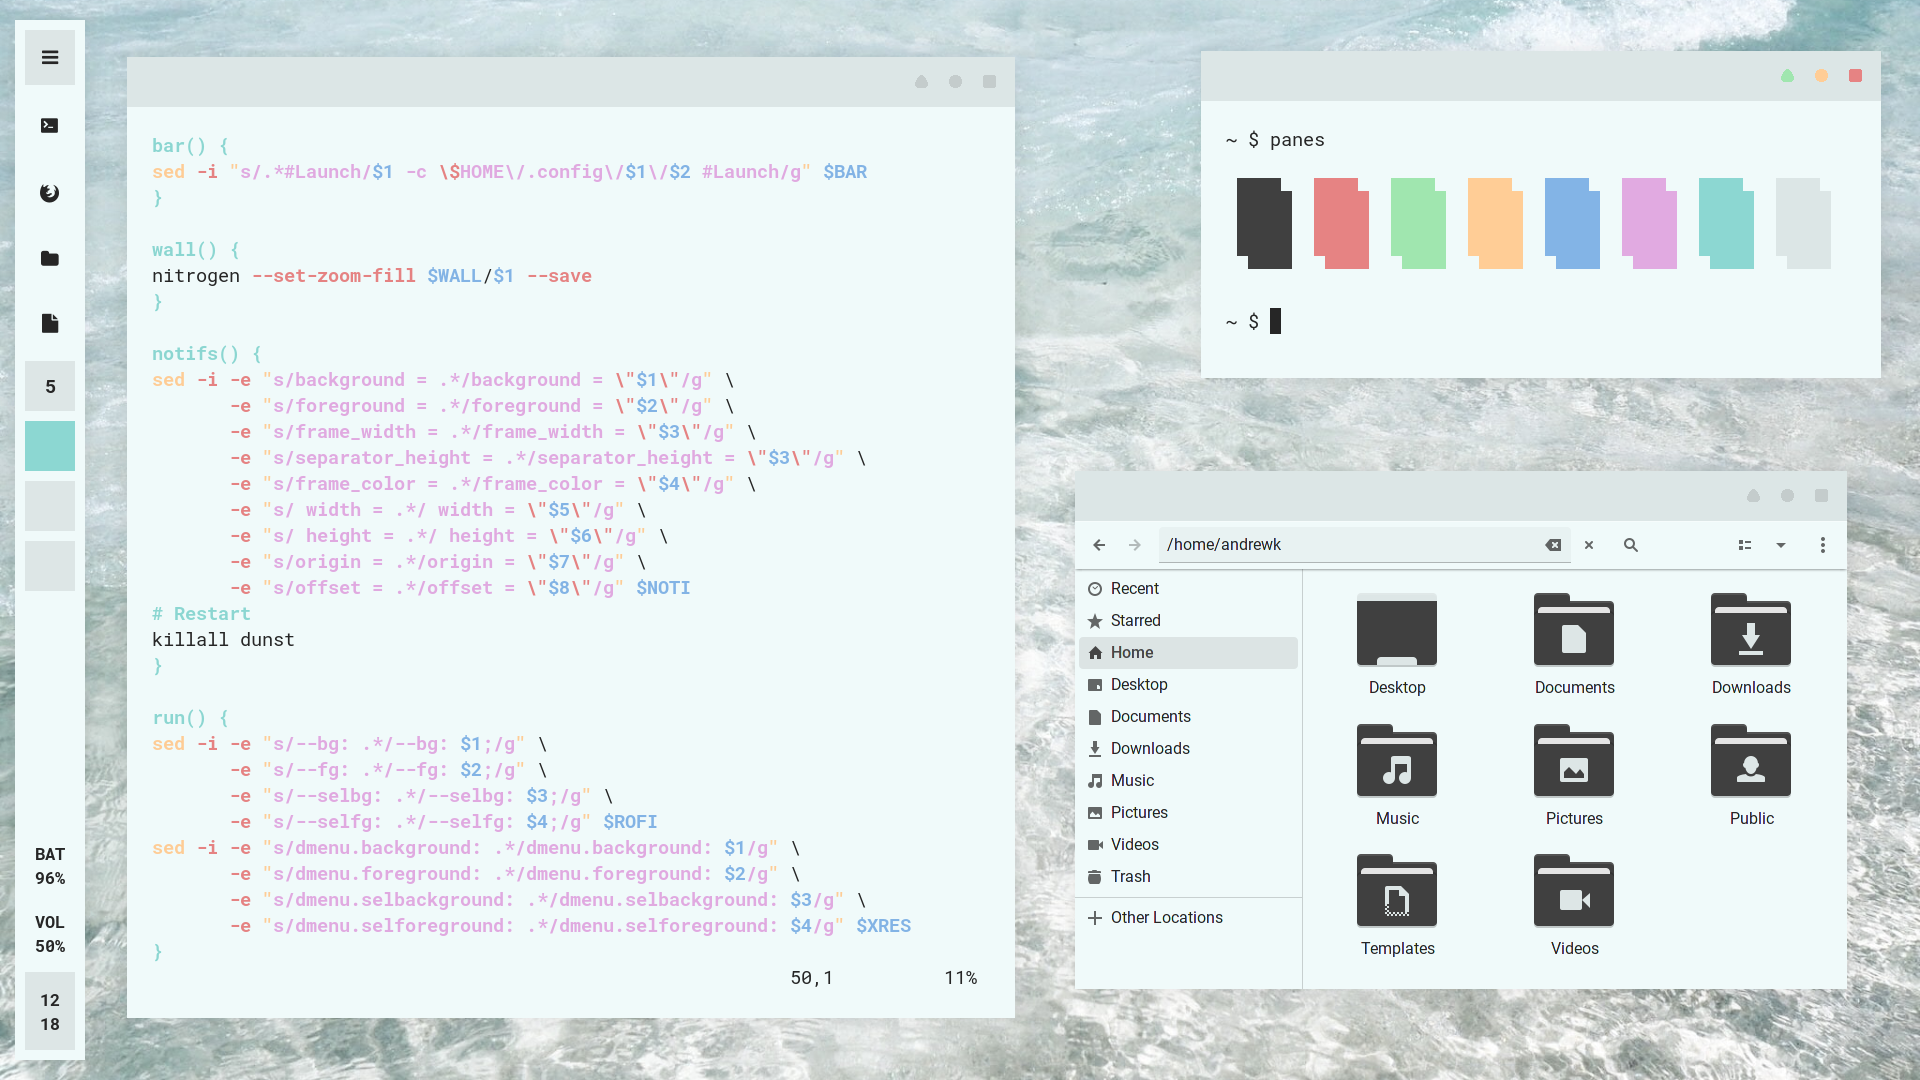 5
BAT
96%
VOL
50%
12
18
bar() {
sed -i "s/.*#Launch/$1 -c \$HOME\/.config\/$1\/$2 #Launch/g" $BAR
}
wall() {
nitrogen --set-zoom-fill $WALL/$1 --save
}
notifs() {
sed -i -e "s/background = .*/background = \"$1\"/g" \
-e "s/foreground = .*/foreground = \"$2\"/g" \
-e "s/frame_width = .*/frame_width = \"$3\"/g" \
-e "s/separator_height = .*/separator_height = \"$3\"/g" \
-e "s/frame_color = .*/frame_color = \"$4\"/g" \
-e "s/ width = .*/ width = \"$5\"/g" \
-e "s/ height = .*/ height = \"$6\"/g" \
-e "s/origin = .*/origin = \"$7\"/g" \
-e "s/offset = .*/offset = \"$8\"/g" $NOTI
# Restart
killall dunst
}
run() {
sed -i -e "s/--bg: .*/--bg: $1;/g" \
-e "s/--fg: .*/--fg: $2;/g" \
-e "s/--selbg: .*/--selbg: $3;/g" \
-e "s/--selfg: .*/--selfg: $4;/g" $ROFI
sed -i -e "s/dmenu.background: .*/dmenu.background: $1/g" \
-e "s/dmenu.foreground: .*/dmenu.foreground: $2/g" \
-e "s/dmenu.selbackground: .*/dmenu.selbackground: $3/g" \
-e "s/dmenu.selforeground: .*/dmenu.selforeground: $4/g" $XRES
}
50,1 11%
~ $ panes
~ $
/home/andrewk
Recent
Starred
Home
Desktop
Documents
Downloads
Music
Pictures
Videos
Trash
Other Locations
Desktop Documents Downloads
Music Pictures Public
Templates Videos